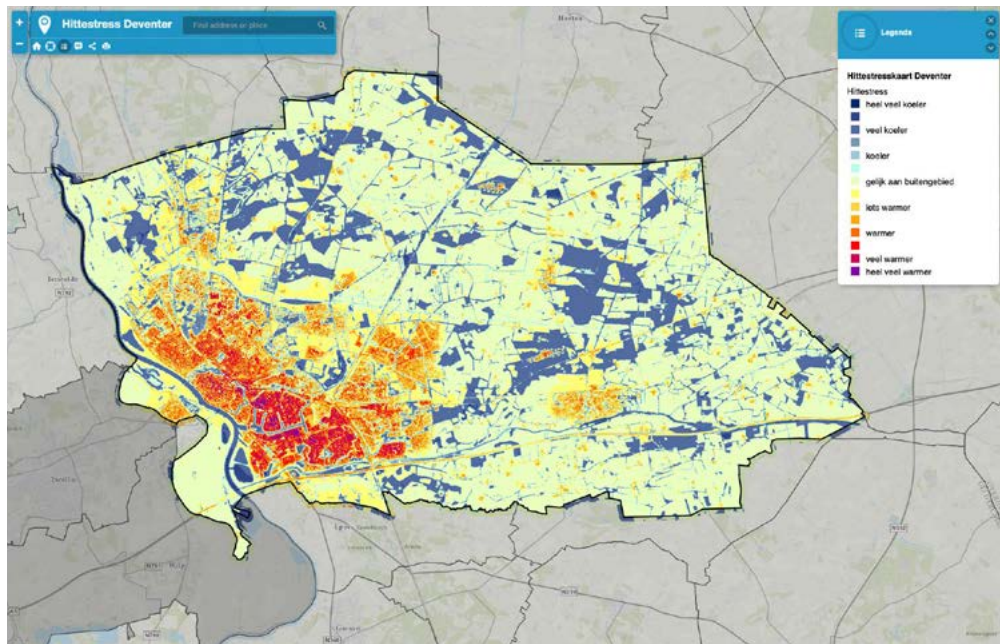 +
−
Hittestress Deventer
Find address or place
Legenda
Hittestresskaart Deventer
Hittestress
heel veel koeler
veel koeler
koeler
gelijk aan buitengebied
iets warmer
warmer
veel warmer
heel veel warmer